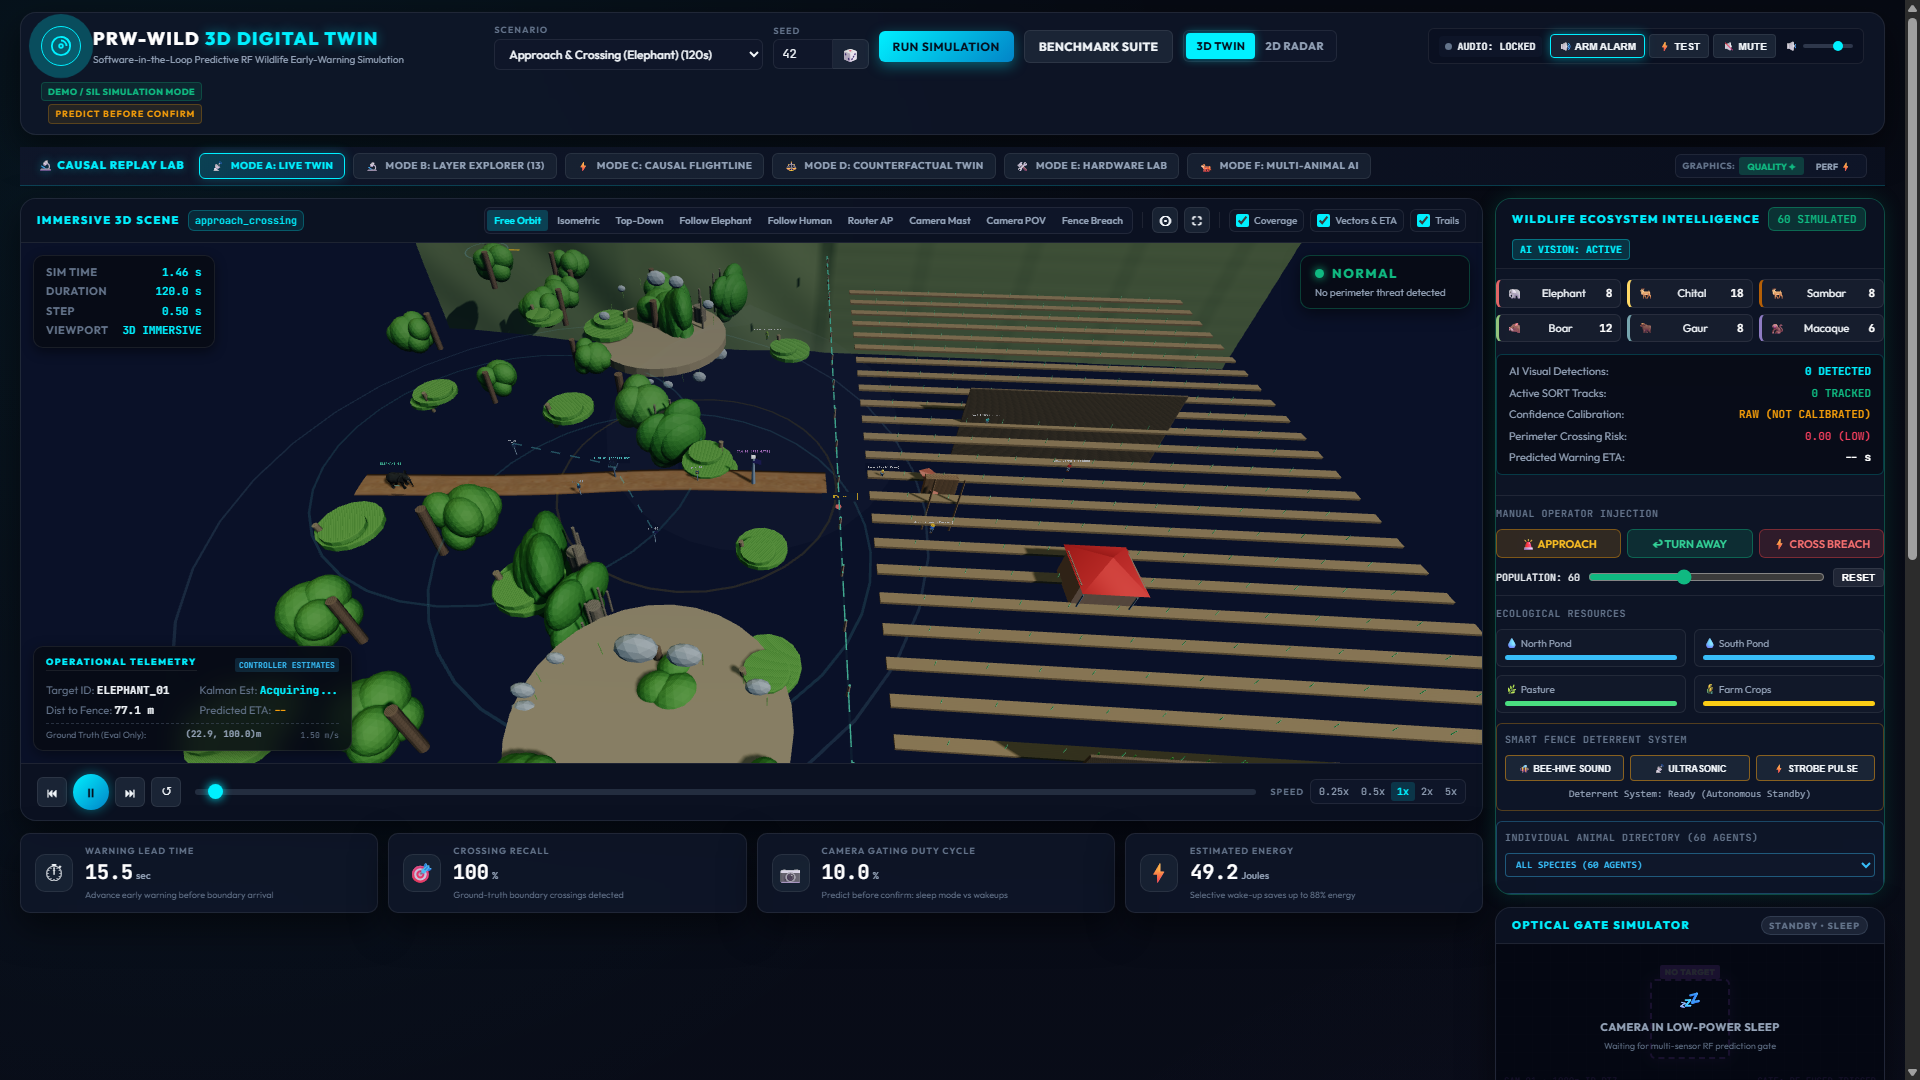 PRW-WILD 3D DIGITAL TWIN
Software-in-the-Loop Predictive RF Wildlife Early-Warning Simulation
DEMO / SIL SIMULATION MODE
PREDICT BEFORE CONFIRM
SCENARIO
Approach & Crossing (Elephant) (120s)
SEED
42
RUN SIMULATION
BENCHMARK SUITE
3D TWIN
2D RADAR
AUDIO: LOCKED
ARM ALARM
TEST
MUTE
CAUSAL REPLAY LAB
MODE A: LIVE TWIN
MODE B: LAYER EXPLORER (13)
MODE C: CAUSAL FLIGHTLINE
MODE D: COUNTERFACTUAL TWIN
MODE E: HARDWARE LAB
MODE F: MULTI-ANIMAL AI
GRAPHICS:
QUALITY
PERF
IMMERSIVE 3D SCENE
approach_crossing
Free Orbit
Isometric
Top-Down
Follow Elephant
Follow Human
Router AP
Camera Mast
Camera POV
Fence Breach
Coverage
Vectors & ETA
Trails
SIM TIME 1.46 s
DURATION 120.0 s
STEP 0.50 s
VIEWPORT 3D IMMERSIVE
NORMAL
No perimeter threat detected
OPERATIONAL TELEMETRY
CONTROLLER ESTIMATES
Target ID: ELEPHANT_01
Kalman Est: Acquiring...
Dist to Fence: 77.1 m
Predicted ETA: --
Ground Truth (Eval Only): (22.9, 100.0)m 1.50 m/s
SPEED
0.25x
0.5x
1x
2x
5x
WARNING LEAD TIME
15.5 sec
Advance early warning before boundary arrival
CROSSING RECALL
100 %
Ground-truth boundary crossings detected
CAMERA GATING DUTY CYCLE
10.0 %
Predict before confirm: sleep mode vs wakeups
ESTIMATED ENERGY
49.2 Joules
Selective wake-up saves up to 88% energy
WILDLIFE ECOSYSTEM INTELLIGENCE
60 SIMULATED
AI VISION: ACTIVE
Elephant 8
Chital 18
Sambar 8
Boar 12
Gaur 8
Macaque 6
AI Visual Detections: 0 DETECTED
Active SORT Tracks: 0 TRACKED
Confidence Calibration: RAW (NOT CALIBRATED)
Perimeter Crossing Risk: 0.00 (LOW)
Predicted Warning ETA: -- s
MANUAL OPERATOR INJECTION
APPROACH
TURN AWAY
CROSS BREACH
POPULATION: 60
RESET
ECOLOGICAL RESOURCES
North Pond
South Pond
Pasture
Farm Crops
SMART FENCE DETERRENT SYSTEM
BEE-HIVE SOUND
ULTRASONIC
STROBE PULSE
Deterrent System: Ready (Autonomous Standby)
INDIVIDUAL ANIMAL DIRECTORY (60 AGENTS)
ALL SPECIES (60 AGENTS)
OPTICAL GATE SIMULATOR
STANDBY • SLEEP
NO TARGET
CAMERA IN LOW-POWER SLEEP
Waiting for multi-sensor RF prediction gate